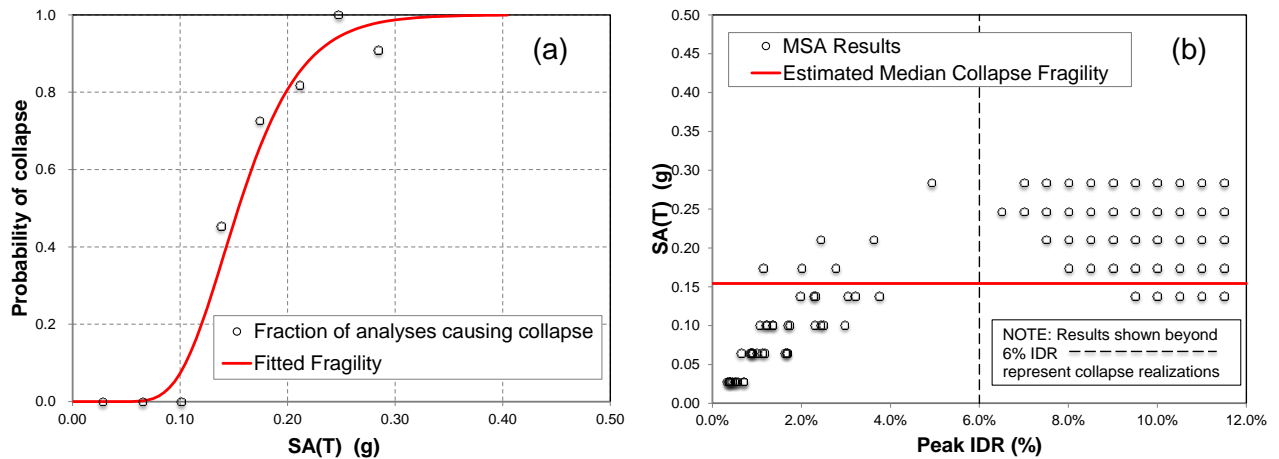 (a)
Probability of collapse
1.0
0.8
0.6
0.4
0.2
0.0
Fraction of analyses causing collapse
Fitted Fragility
0.00 0.10 0.20 0.30 0.40 0.50
SA(T) (g)
(b)
SA(T) (g)
0.50
0.45
0.40
0.35
0.30
0.25
0.20
0.15
0.10
0.05
0.00
MSA Results
Estimated Median Collapse Fragility
NOTE: Results shown beyond
6% IDR
represent collapse realizations
0.0% 2.0% 4.0% 6.0% 8.0% 10.0% 12.0%
Peak IDR (%)